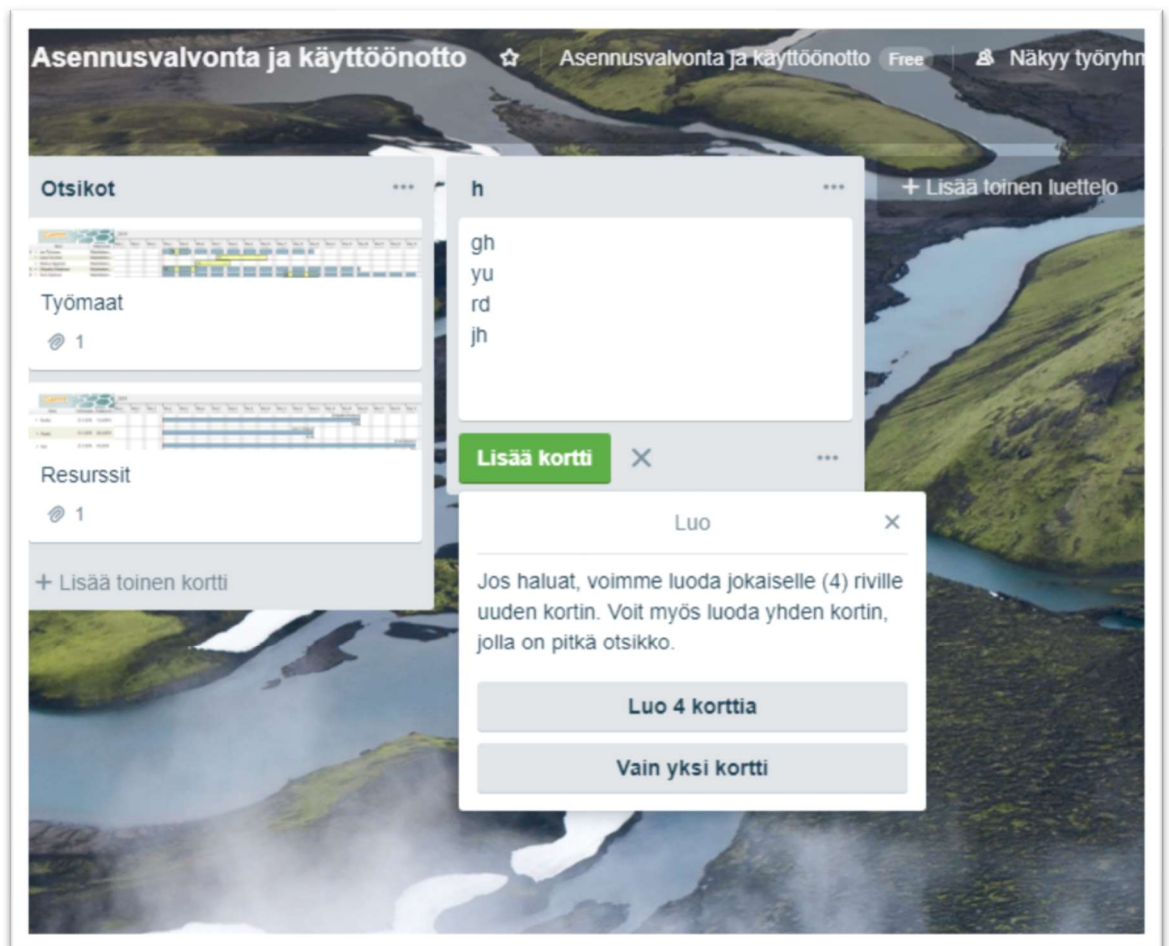 Asennusvalvonta ja käyttöönotto
Asennusvalvonta ja käyttöönotto Free
Näkyy työryhm
Otsikot
Työmaat
1
Resurssit
1
+ Lisää toinen kortti
h
gh
yu
rd
jh
Lisää kortti
Luo
Jos haluat, voimme luoda jokaiselle (4) riville
uuden kortin. Voit myös luoda yhden kortin,
jolla on pitkä otsikko.
Luo 4 korttia
Vain yksi kortti
+ Lisää toinen luettelo